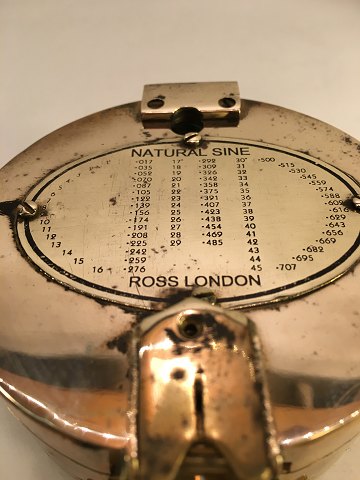 NATURAL SINE
·017 17° ·292 30° ·500
·035 18 ·309 31 ·515
·052 19 ·326 32 ·530
·070 20 ·342 33 ·545
·087 21 ·358 34 ·559
·105 22 ·375 35 ·574
·122 23 36 ·588
·139 24 ·407 37 ·602
·156 25 ·423 38 ·616
10 ·174 26 ·438 39 ·629
11 ·191 27 ·454 40 ·643
12 ·208 28 ·469 41 ·656
13 ·225 29 ·485 42 ·669
14 ·242 43 ·682
15 ·259 44 ·695
16 ·276 45 ·707
ROSS LONDON